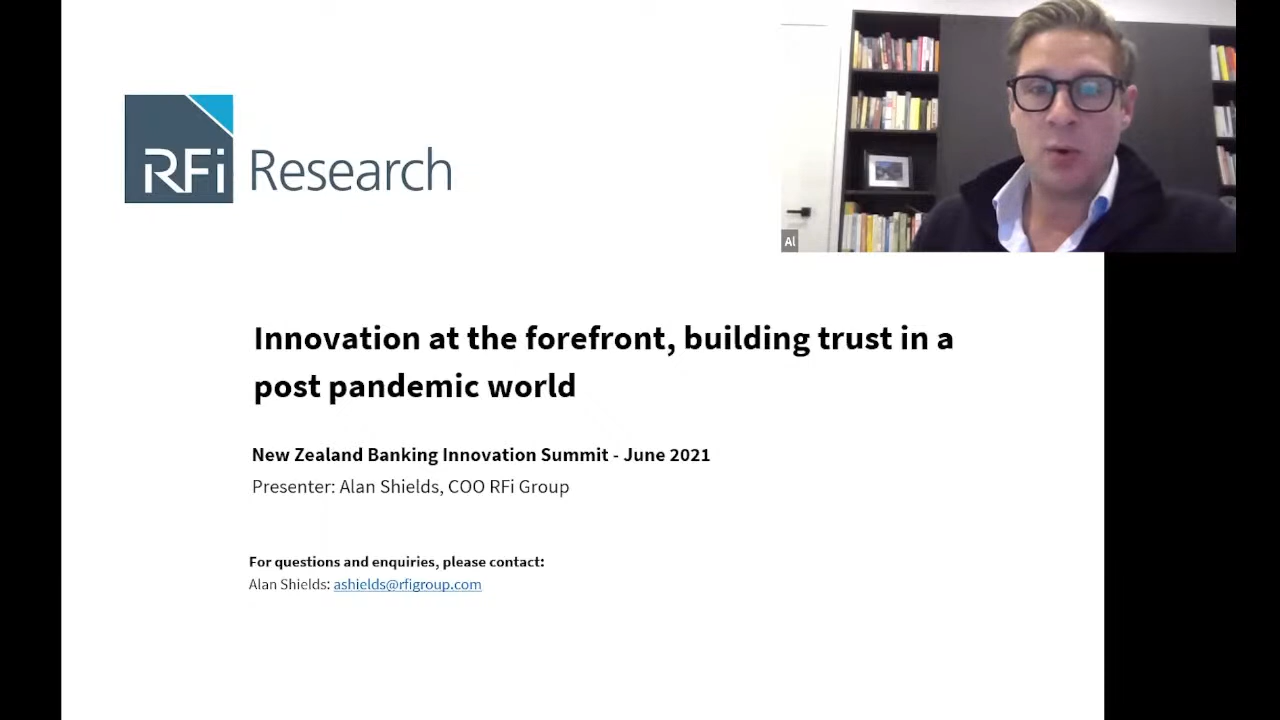 RFi Research
Al
Innovation at the forefront, building trust in a
post pandemic world
New Zealand Banking Innovation Summit - June 2021
Presenter: Alan Shields, COO RFi Group
For questions and enquiries, please contact:
Alan Shields: ashields@rfigroup.com